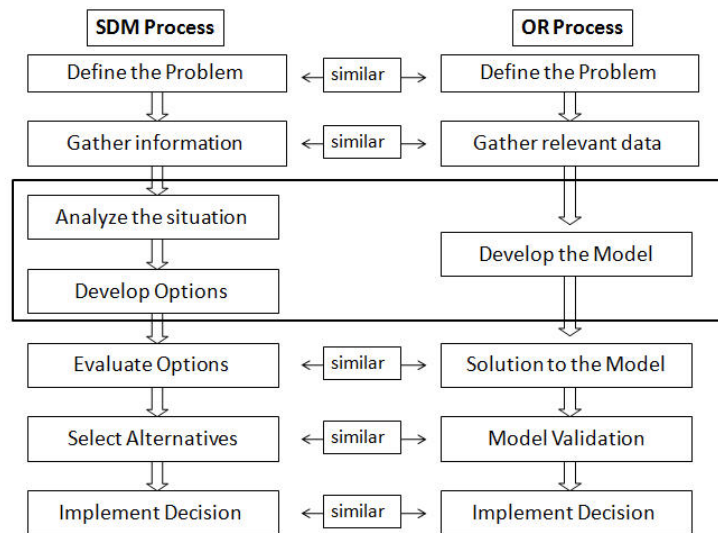 SDM Process
OR Process
Define the Problem
similar
Define the Problem
Gather information
similar
Gather relevant data
Analyze the situation
Develop the Model
Develop Options
Evaluate Options
similar
Solution to the Model
Select Alternatives
similar
Model Validation
Implement Decision
similar
Implement Decision